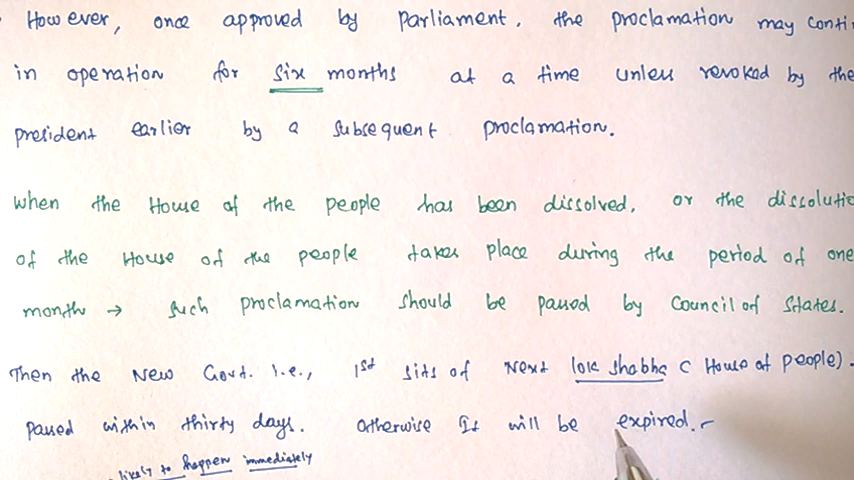 However, once approved by Parliament, the proclamation may conti
in operation for six months at a time unless revoked by the
president earlier by a subsequent proclamation.
when the House of the people has been dissolved, or the dissolutio
of the House of the people takes place during the period of one
month → such proclamation should be passed by Council of States.
Then the New Govt. i.e., 1st sits of Next lok shabha ( House of people).
passed within thirty days. Otherwise It will be expired.
likely to happen immediately